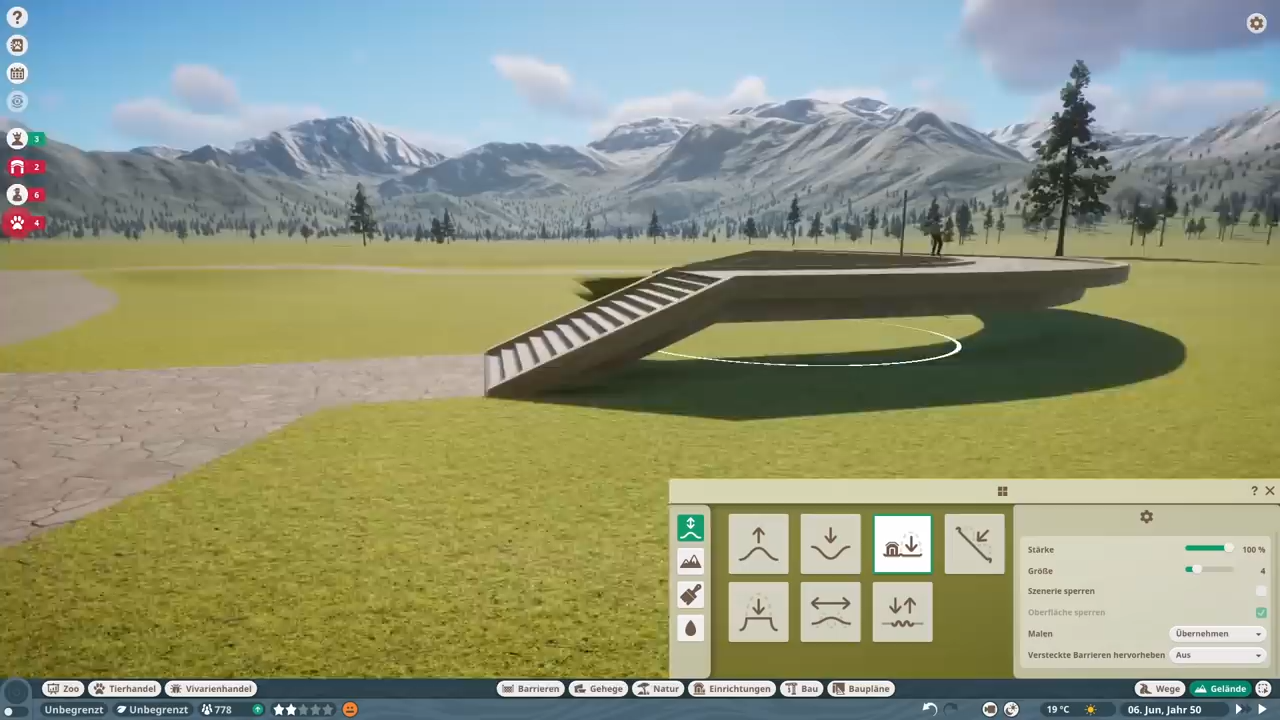 ?
3
2
6
4
? ×
Stärke 100 %
Größe 4
Szenerie sperren
Oberfläche sperren
Malen Übernehmen
Versteckte Barrieren hervorheben Aus
Zoo Tierhandel Vivarienhandel Barrieren Gehege Natur Einrichtungen Bau Baupläne Wege Gelände
Unbegrenzt Unbegrenzt 778 19 °C 06. Jun, Jahr 50